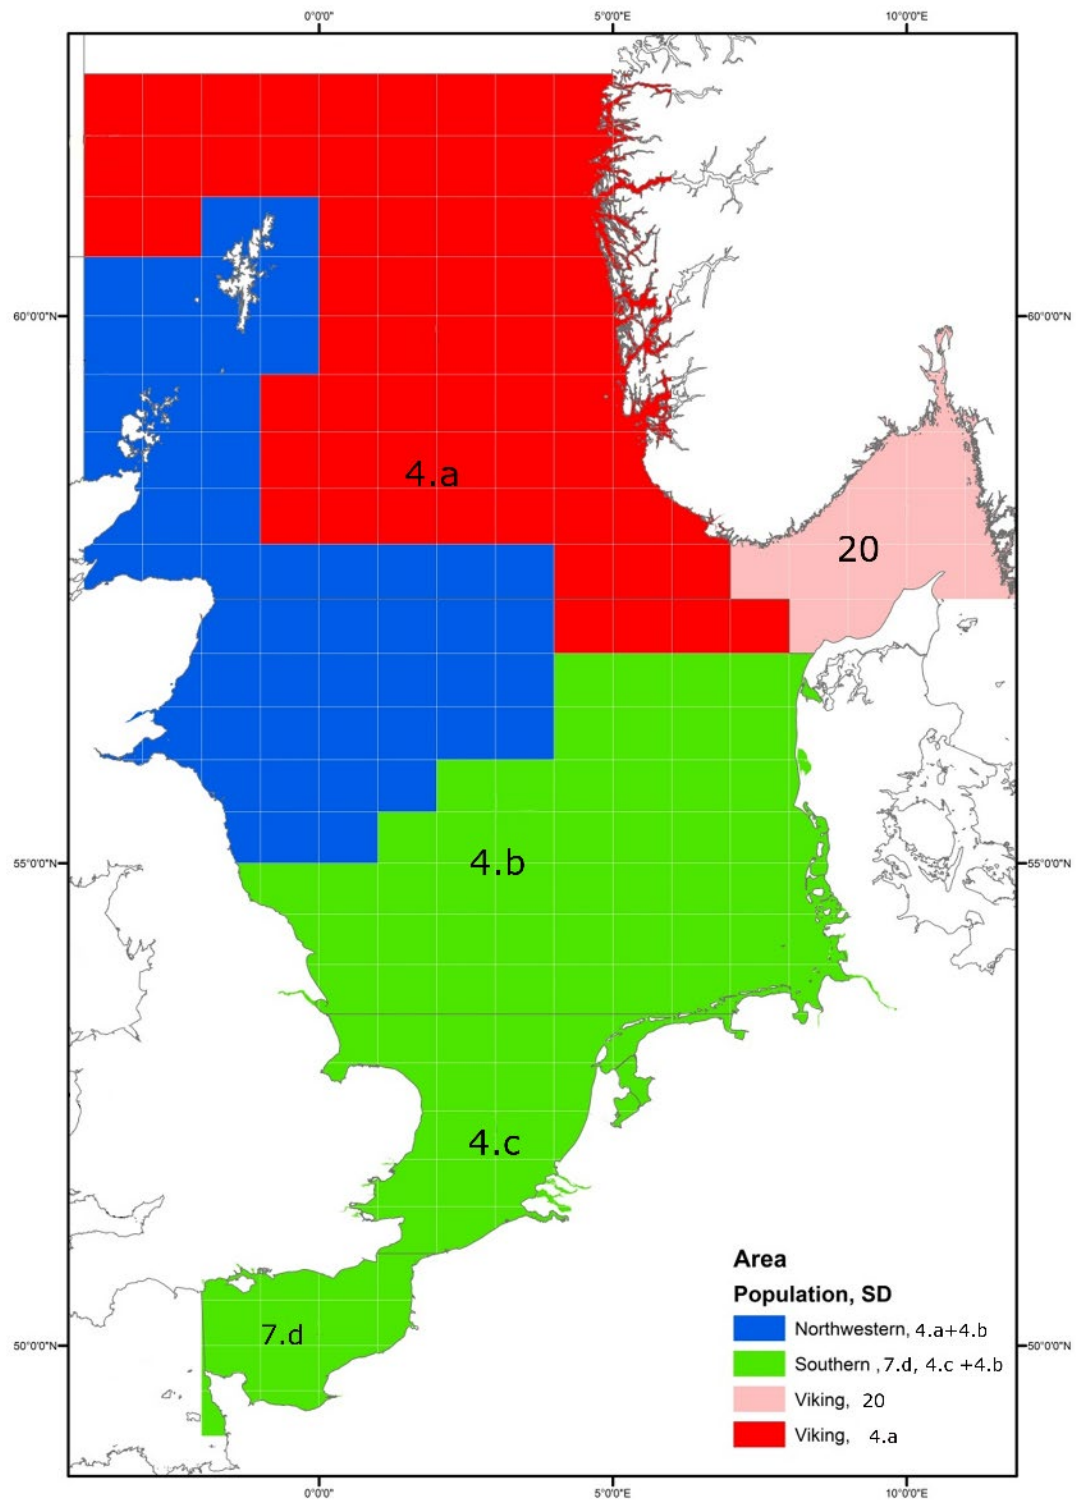 0°0'0" 5°0'0"E 10°0'0"E
60°0'0"N 60°0'0"N
4.a
20
55°0'0"N 4.b 55°0'0"N
4.c
Area
Population, SD
Northwestern, 4.a+4.b
7.d
50°0'0"N 50°0'0"N
Southern , 7.d, 4.c +4.b
Viking, 20
Viking, 4.a
0°0'0" 5°0'0"E 10°0'0"E